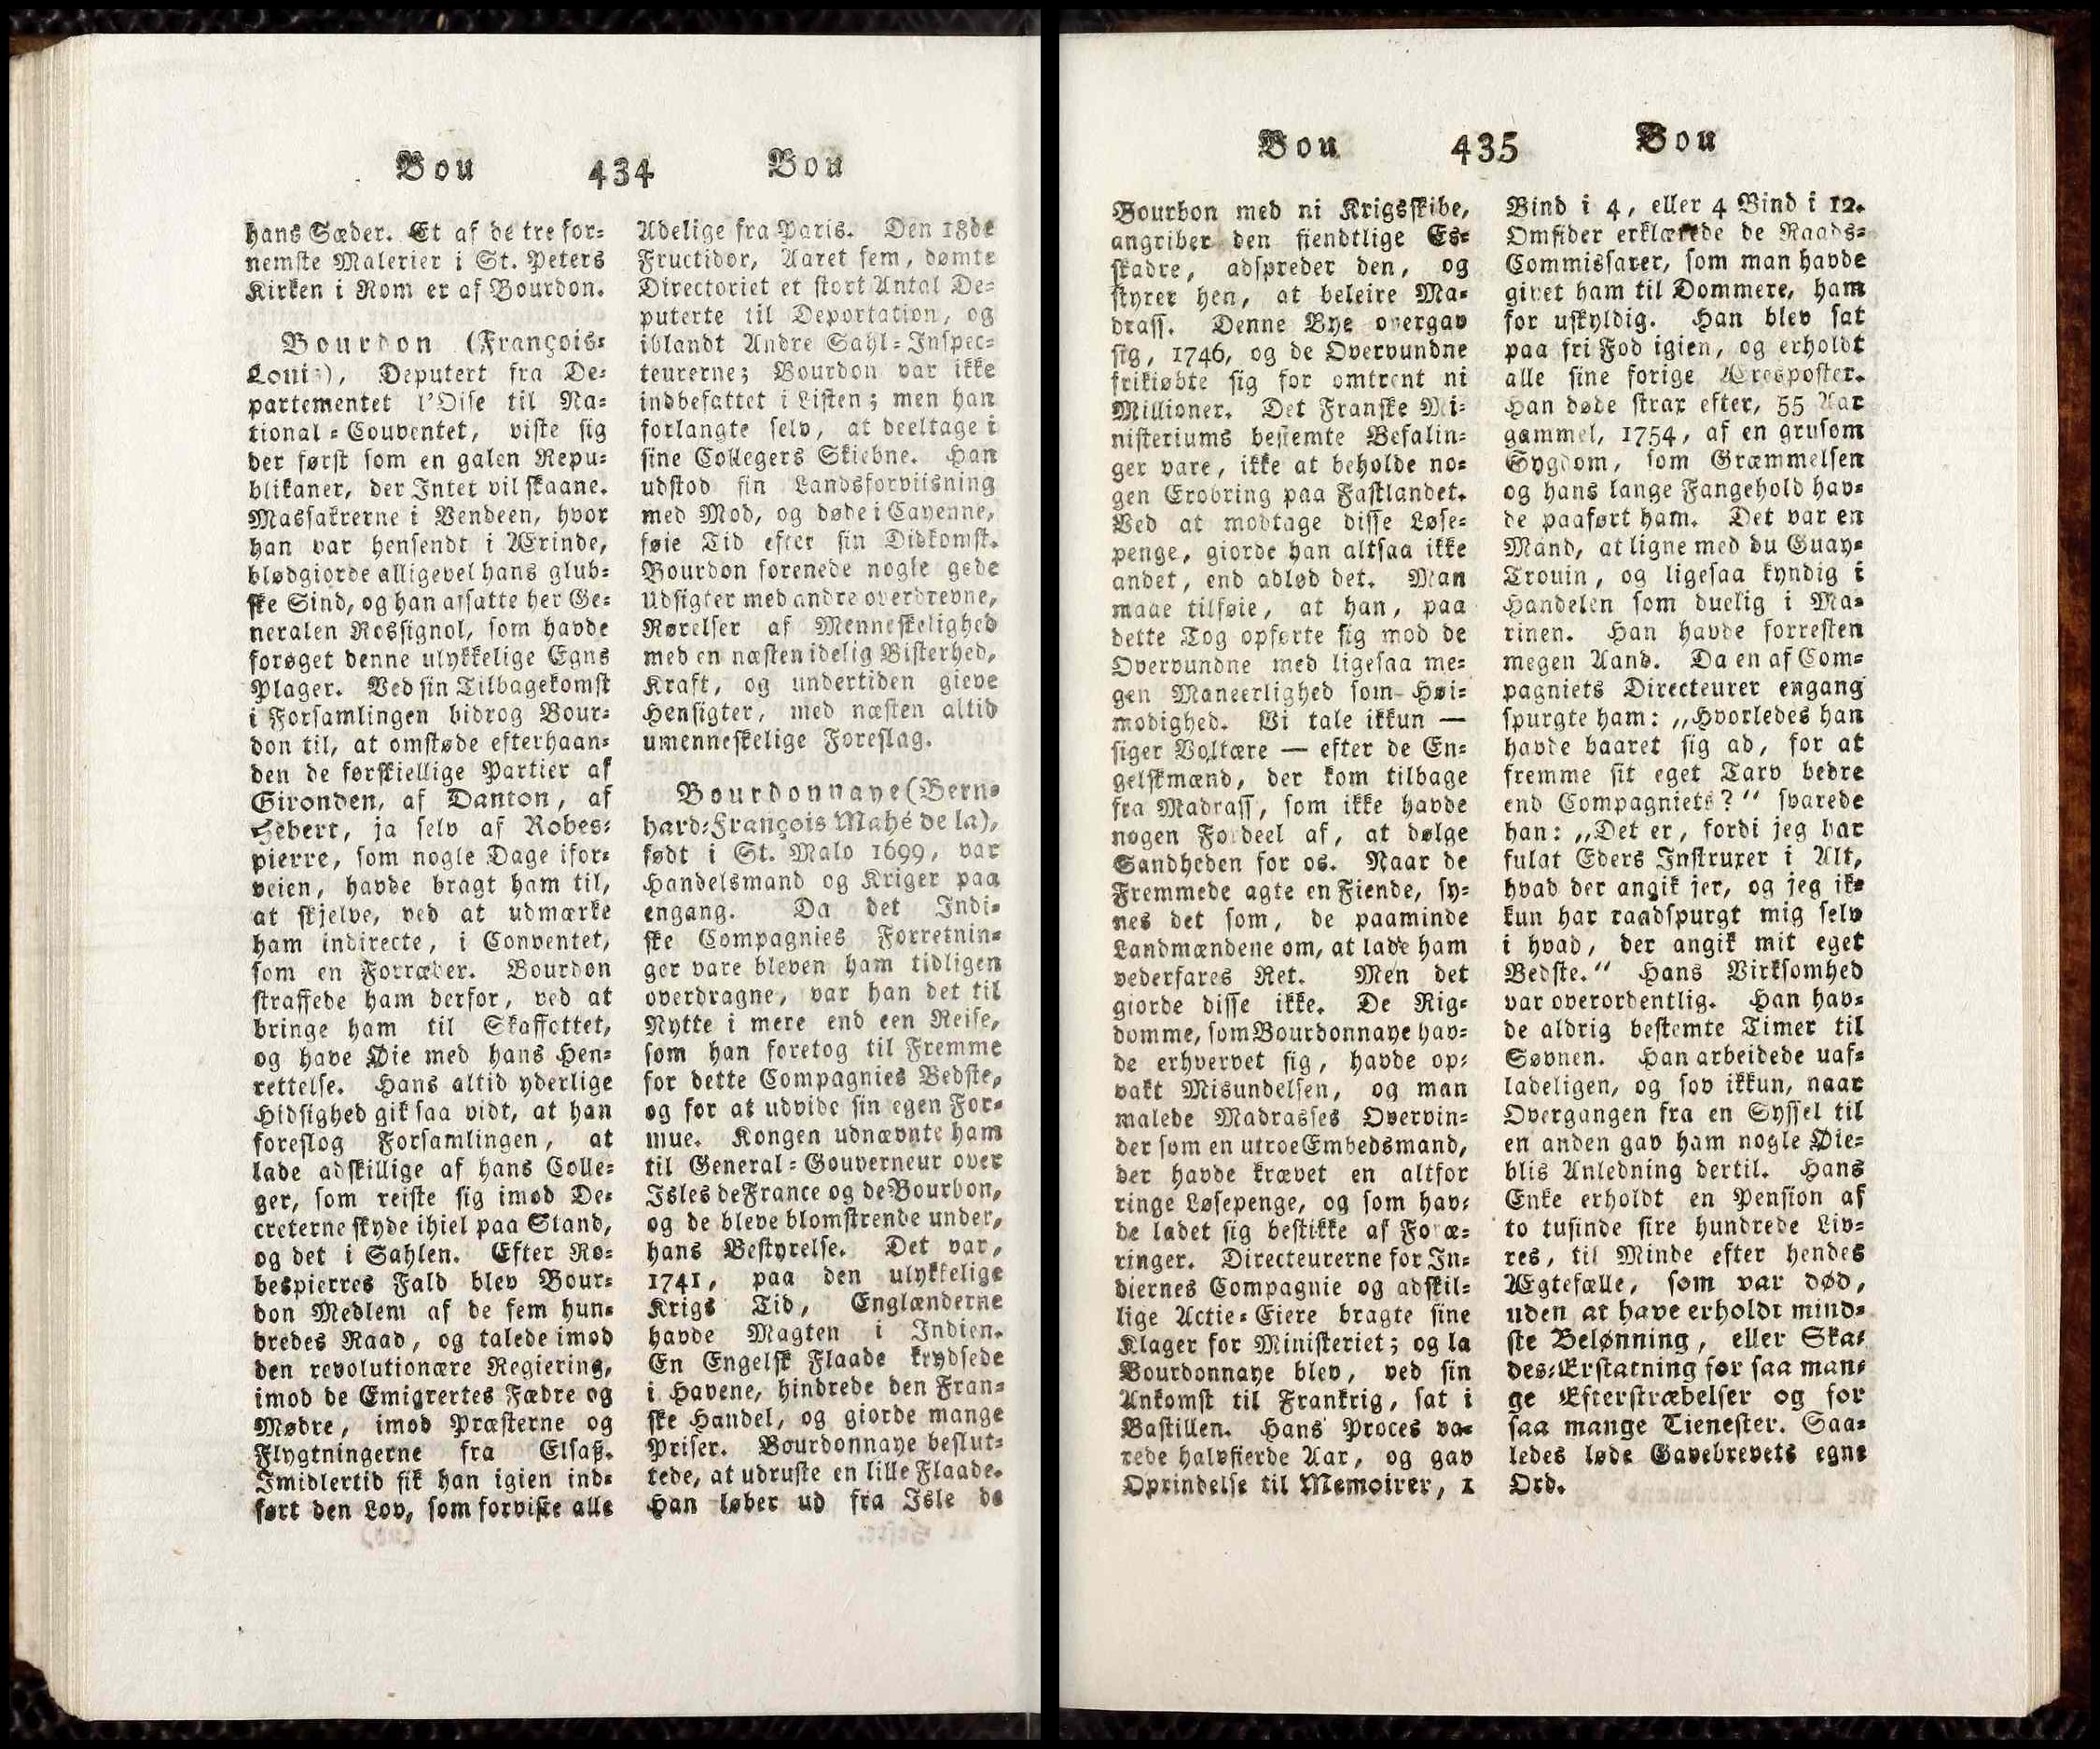 Bou 434 Bou
hans Sæder. Et af de tre for-
nemste Malerier i St. Peters
Kirken i Rom er af Bourdon.
Bourdon (François-
Louis), Deputert fra De-
partementet l'Oise til Na-
tional-Couventet, viste sig
der først som en galen Repu-
blikaner, der Intet vil skaane.
Massakrerne i Vendeen, hvor
han var hensendt i Ærinde,
blødgiorde alligevel hans glub-
ske Sind, og han afsatte her Ge-
neralen Rossignol, som havde
forøget denne ulykkelige Egns
Plager. Ved sin Tilbagekomst
i Forsamlingen bidrog Bour-
don til, at omstøde efterhaan-
den de førskiellige Partier af
Gironden, af Danton, af
Hebert, ja selv af Robes-
pierre, som nogle Dage ifor-
veien, havde bragt ham til,
at skjelve, ved at udmærke
ham indirecte, i Conventet,
som en Forræder. Bourdon
straffede ham derfor, ved at
bringe ham til Skaffottet,
og have Øie med hans Hen-
rettelse. Hans altid yderlige
Hidsighed gik saa vidt, at han
foreslog Forsamlingen, at
lade adskillige af hans Colle-
ger, som reiste sig imod De-
creterne skyde ihiel paa Stand,
og det i Sahlen. Efter Ro-
bespierres Fald blev Bour-
don Medlem af de fem hun-
dredes Raad, og talede imod
den revolutionære Regiering,
imod de Emigrertes Fædre og
Mødre, imod Præsterne og
Flygtningerne fra Elsaß.
Imidlertid fik han igien ind-
ført den Lov, som forviste alle
Adelige fra Paris. Den 18de
Fructidor, Aaret fem, dømte
Directoriet et stort Antal De-
puterte til Deportation, og
iblandt Andre Sahl-Inspec-
teurerne; Bourdon var ikke
indbefattet i Listen; men han
forlangte selv, at deeltage i
sine Collegers Skiebne. Han
udstod sin Landsforviisning
med Mod, og døde i Cayenne,
føie Tid efter sin Didkomst.
Bourdon forenede nogle gode
Udsigter med andre overdrevne,
Rørelser af Menneskelighed
med en næsten idelig Bisterhed,
Kraft, og undertiden gieve
Hensigter, med næsten altid
umenneskelige Foreslag.
Bourdonnaye (Bern-
hard-François Mahé de la),
født i St. Malo 1699, var
Handelsmand og Kriger paa
engang. Da det Indi-
ske Compagnies Forretnin-
ger vare bleven ham tidligen
overdragne, var han det til
Nytte i mere end een Reise,
som han foretog til Fremme
for dette Compagnies Bedste,
og for at udvide sin egen For-
mue. Kongen udnævnte ham
til General-Gouverneur over
Isles de France og de Bourbon,
og de bleve blomstrende under,
hans Bestyrelse. Det var,
1741, paa den ulykkelige
Krigs Tid, Englænderne
havde Magten i Indien.
En Engelsk Flaade krydsede
i Havene, hindrede den Fran-
ske Handel, og giorde mange
Priser. Bourdonnaye beslut-
tede, at udruste en lille Flaade.
Han løber ud fra Isle de
Bou 435 Bou
Bourbon med ni Krigsskibe,
angriber den fiendtlige Es-
kadre, adspreder den, og
styrer hen, at beleire Ma-
drass. Denne Bye overgav
sig, 1746, og de Overvundne
frikiøbte sig for omtrent ni
Millioner. Det Franske Mi-
nisteriums bestemte Befalin-
ger vare, ikke at beholde no-
gen Erobring paa Fastlandet.
Ved at modtage disse Løse-
penge, giorde han altsaa ikke
andet, end adlød det. Man
maae tilføie, at han, paa
dette Tog opførte sig mod de
Overvundne med ligesaa me-
gen Maneerlighed som Høi-
modighed. Vi tale ikkun —
siger Voltære — efter de En-
gelskmænd, der kom tilbage
fra Madrass, som ikke havde
nogen Fordeel af, at dølge
Sandheden for os. Naar de
Fremmede agte en Fiende, sy-
nes det som, de paaminde
Landmændene om, at lade ham
vederfares Ret. Men det
giorde disse ikke. De Rig-
domme, som Bourdonnaye hav-
de erhvervet sig, havde op-
vakt Misundelsen, og man
malede Madrasses Overvin-
der som en utroe Embedsmand,
der havde krævet en altfor
ringe Løsepenge, og som hav-
de ladet sig bestikke af Foræ-
ringer. Directeurerne for In-
diernes Compagnie og adskil-
lige Actie-Eiere bragte sine
Klager for Ministeriet; og la
Bourdonnaye blev, ved sin
Ankomst til Frankrig, sat i
Bastillen. Hans Proces va-
rede halvfierde Aar, og gav
Oprindelse til Memoirer, 1
Bind i 4, eller 4 Bind i 12.
Omsider erklærede de Raads-
Commissarer, som man havde
givet ham til Dommere, ham
for uskyldig. Han blev sat
paa fri Fod igien, og erholdt
alle sine forige Æresposter.
Han døde strax efter, 55 Aar
gammel, 1754, af en grusom
Sygdom, som Græmmelsen
og hans lange Fangehold hav-
de paaført ham. Det var en
Mand, at ligne med du Guay-
Trouin, og ligesaa kyndig i
Handelen som duelig i Ma-
rinen. Han havde forresten
megen Aand. Da en af Com-
pagniets Directeurer engang
spurgte ham: „Hvorledes han
havde baaret sig ad, for at
fremme sit eget Tarv bedre
end Compagniets?“ svarede
han: „Det er, fordi jeg har
fulat Eders Instruxer i Alt,
hvad der angik jer, og jeg ik-
kun har raadspurgt mig selv
i hvad, der angik mit eget
Bedste.“ Hans Virksomhed
var overordentlig. Han hav-
de aldrig bestemte Timer til
Søvnen. Han arbeidede uaf-
ladeligen, og sov ikkun, naar
Overgangen fra en Syssel til
en anden gav ham nogle Øie-
blis Anledning dertil. Hans
Enke erholdt en Pension af
to tusinde fire hundrede Liv-
res, til Minde efter hendes
Ægtefælle, som var død,
uden at have erholdt mind-
ste Belønning, eller Ska-
des-Erstatning for saa man-
ge Efterstræbelser og for
saa mange Tienester. Saa-
ledes løde Gavebrevets egne
Ord.